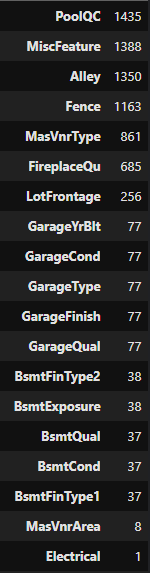 PoolQC 1435
MiscFeature 1388
Alley 1350
Fence 1163
MasVnrType 861
FireplaceQu 685
LotFrontage 256
GarageYrBlt 77
GarageCond 77
GarageType 77
GarageFinish 77
GarageQual 77
BsmtFinType2 38
BsmtExposure 38
BsmtQual 37
BsmtCond 37
BsmtFinType1 37
MasVnrArea 8
Electrical 1